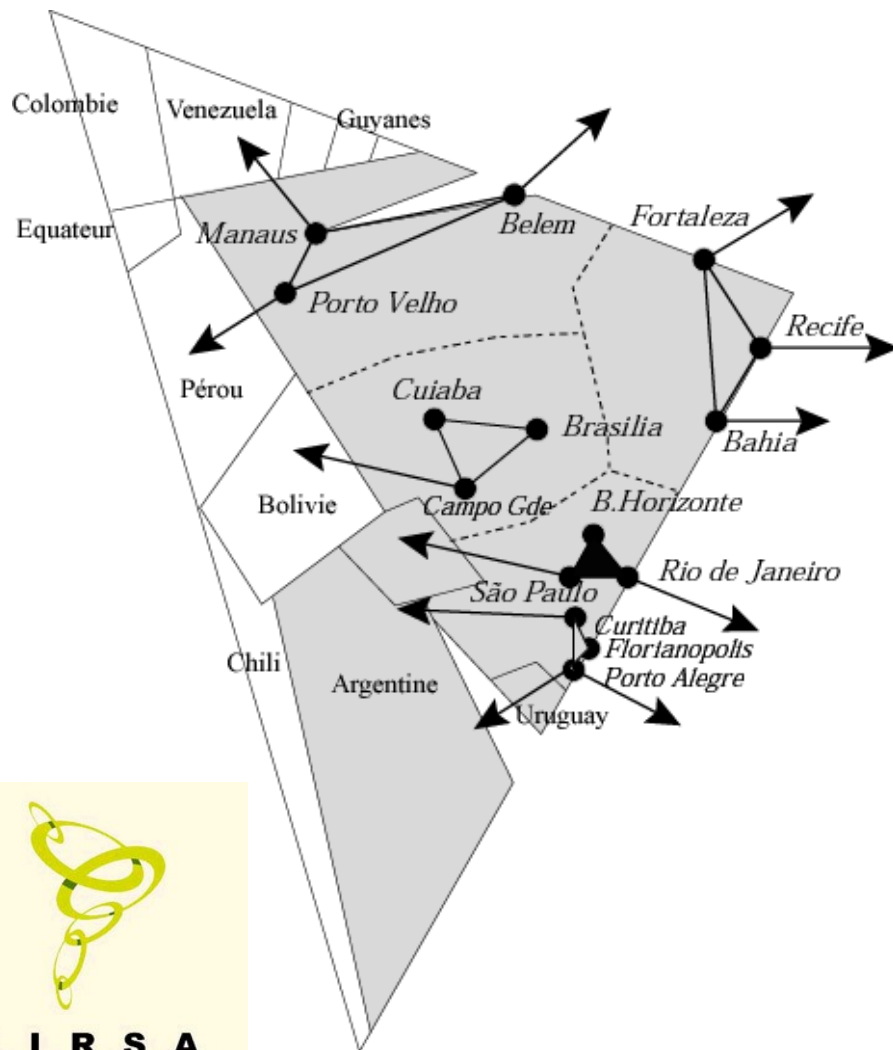 Colombie
Venezuela
Guyanes
Equateur
Manaus
Belem
Fortaleza
Porto Velho
Recife
Pérou
Cuiaba
Brasilia
Bahia
Bolivie
Campo Gde
B.Horizonte
São Paulo
Rio de Janeiro
Curitiba
Florianopolis
Porto Alegre
Chili
Argentine
Uruguay
I R S A